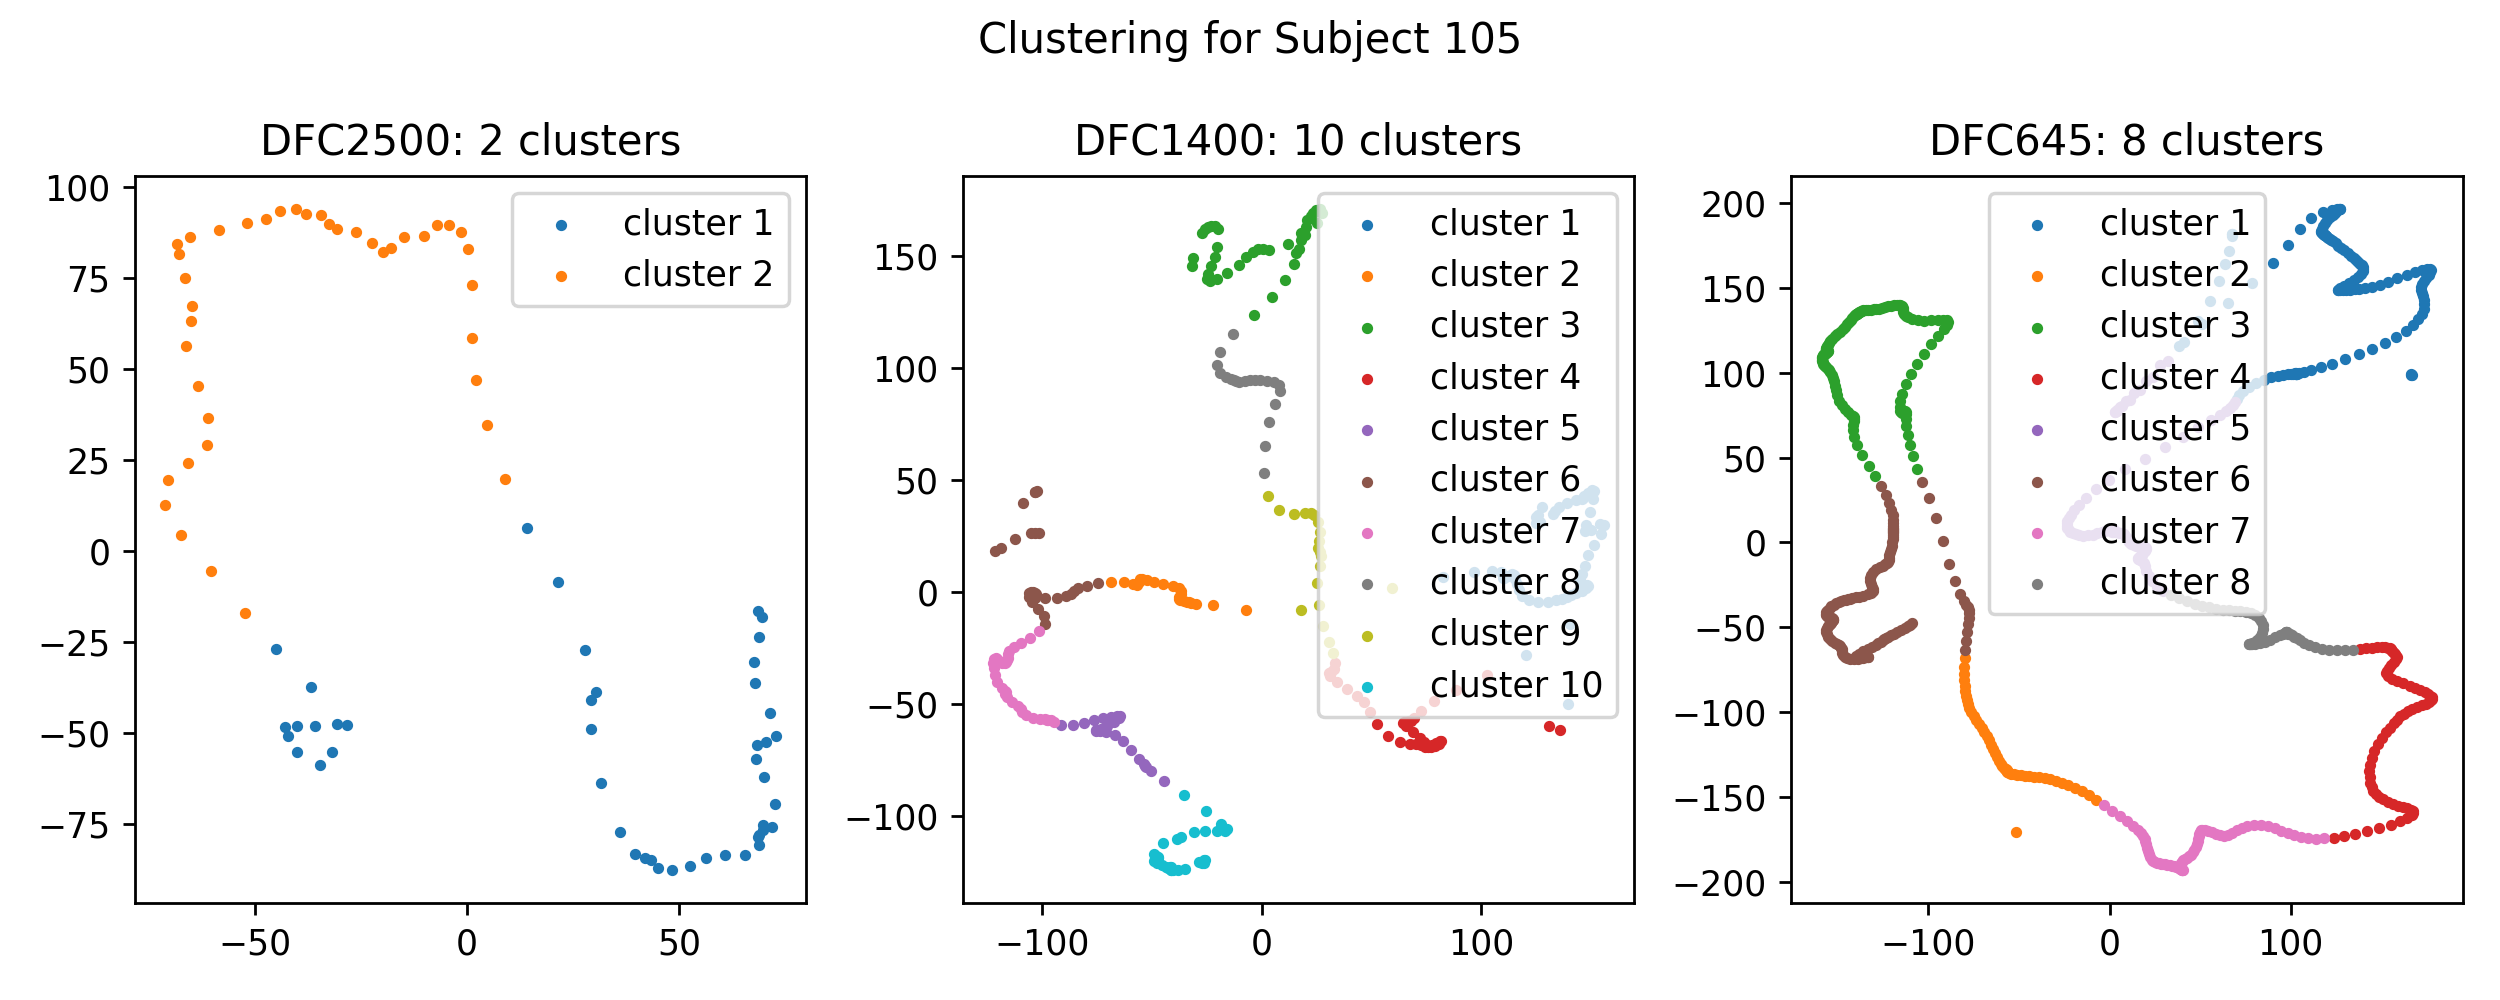 Clustering for Subject 105
DFC2500: 2 clusters
100
75
50
25
0
−25
−50
−75
−50
0
50
cluster 1
cluster 2
DFC1400: 10 clusters
150
100
50
0
−50
−100
−100
0
100
cluster 1
cluster 2
cluster 3
cluster 4
cluster 5
cluster 6
cluster 7
cluster 8
cluster 9
cluster 10
DFC645: 8 clusters
200
150
100
50
0
−50
−100
−150
−200
−100
0
100
cluster 1
cluster 2
cluster 3
cluster 4
cluster 5
cluster 6
cluster 7
cluster 8